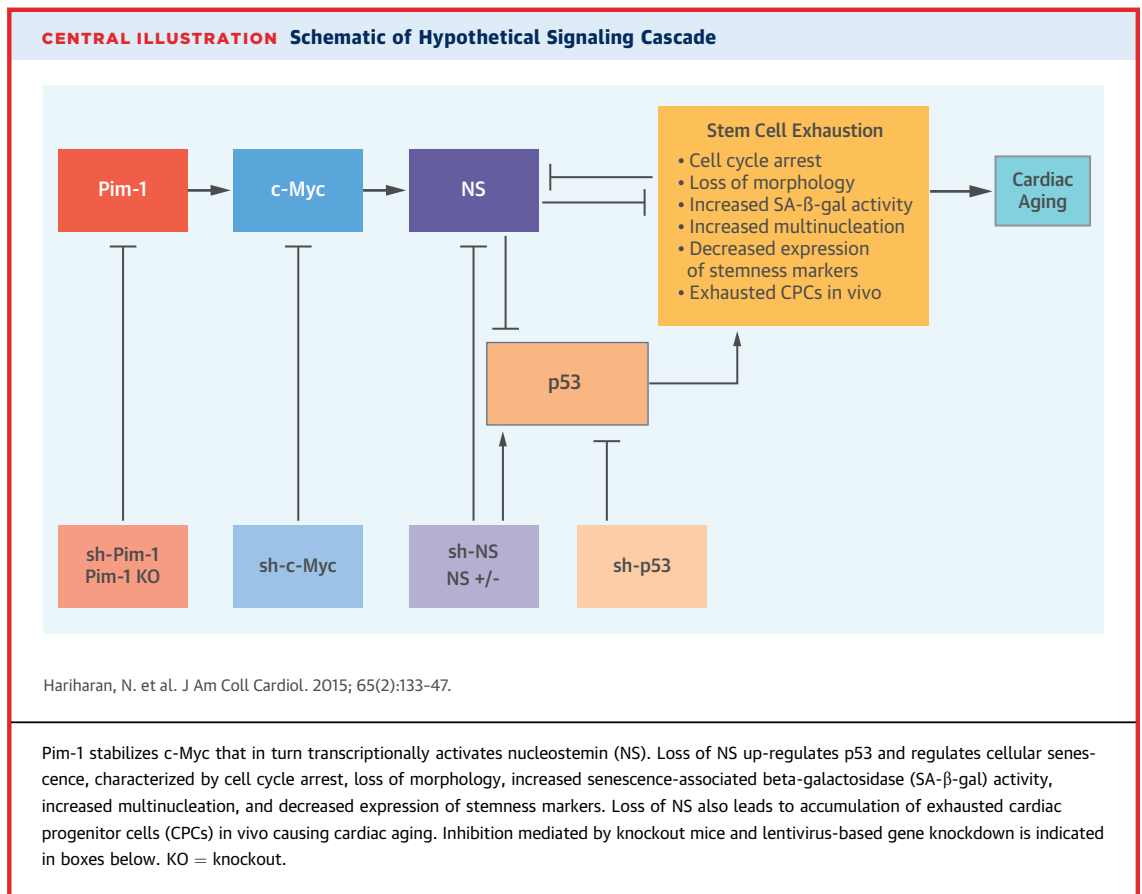 CENTRAL ILLUSTRATION Schematic of Hypothetical Signaling Cascade
Pim-1
c-Myc
NS
Stem Cell Exhaustion
• Cell cycle arrest
• Loss of morphology
• Increased SA-ß-gal activity
• Increased multinucleation
• Decreased expression
of stemness markers
• Exhausted CPCs in vivo
Cardiac
Aging
p53
sh-Pim-1
Pim-1 KO
sh-c-Myc
sh-NS
NS +/-
sh-p53
Hariharan, N. et al. J Am Coll Cardiol. 2015; 65(2):133–47.
Pim-1 stabilizes c-Myc that in turn transcriptionally activates nucleostemin (NS). Loss of NS up-regulates p53 and regulates cellular senes-
cence, characterized by cell cycle arrest, loss of morphology, increased senescence-associated beta-galactosidase (SA-β-gal) activity,
increased multinucleation, and decreased expression of stemness markers. Loss of NS also leads to accumulation of exhausted cardiac
progenitor cells (CPCs) in vivo causing cardiac aging. Inhibition mediated by knockout mice and lentivirus-based gene knockdown is indicated
in boxes below. KO = knockout.